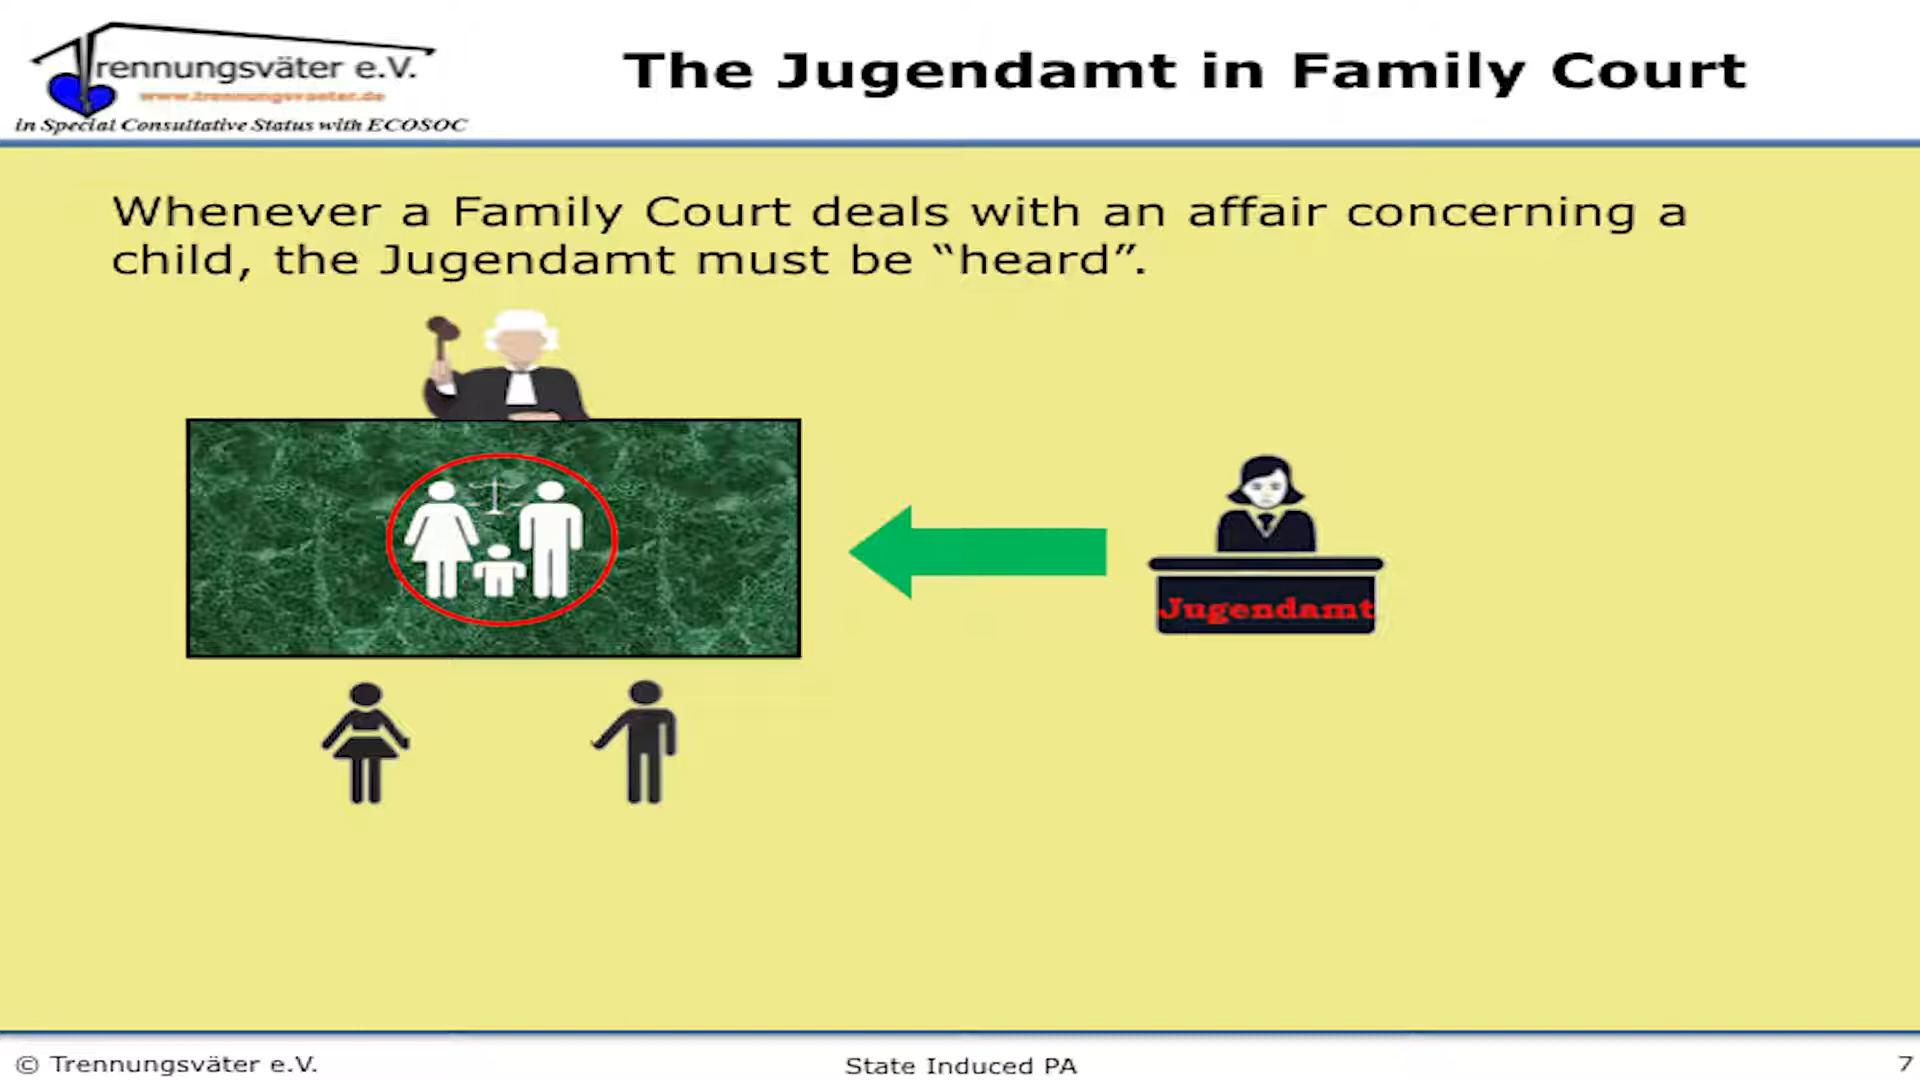 Trennungsväter e.V.
www.trennungsvaeter.de
in Special Consultative Status with ECOSOC
The Jugendamt in Family Court
Whenever a Family Court deals with an affair concerning a
child, the Jugendamt must be “heard”.
Jugendamt
© Trennungsväter e.V.
State Induced PA
7